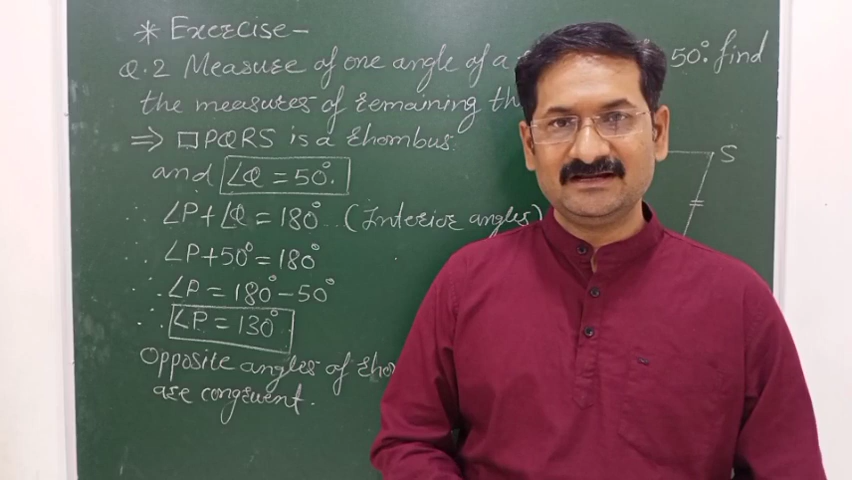 * Exercise-
Q.2 Measure of one angle of a 50°. find
the measures of remaining th
⇒ □PQRS is a rhombus.
and ∠Q = 50°.
∴ ∠P+∠Q = 180° ... (Interior angles)
∴ ∠P+50° = 180°
∴ ∠P = 180° - 50°
∴ ∠P = 130°
Opposite angles of rho
are congruent.
S